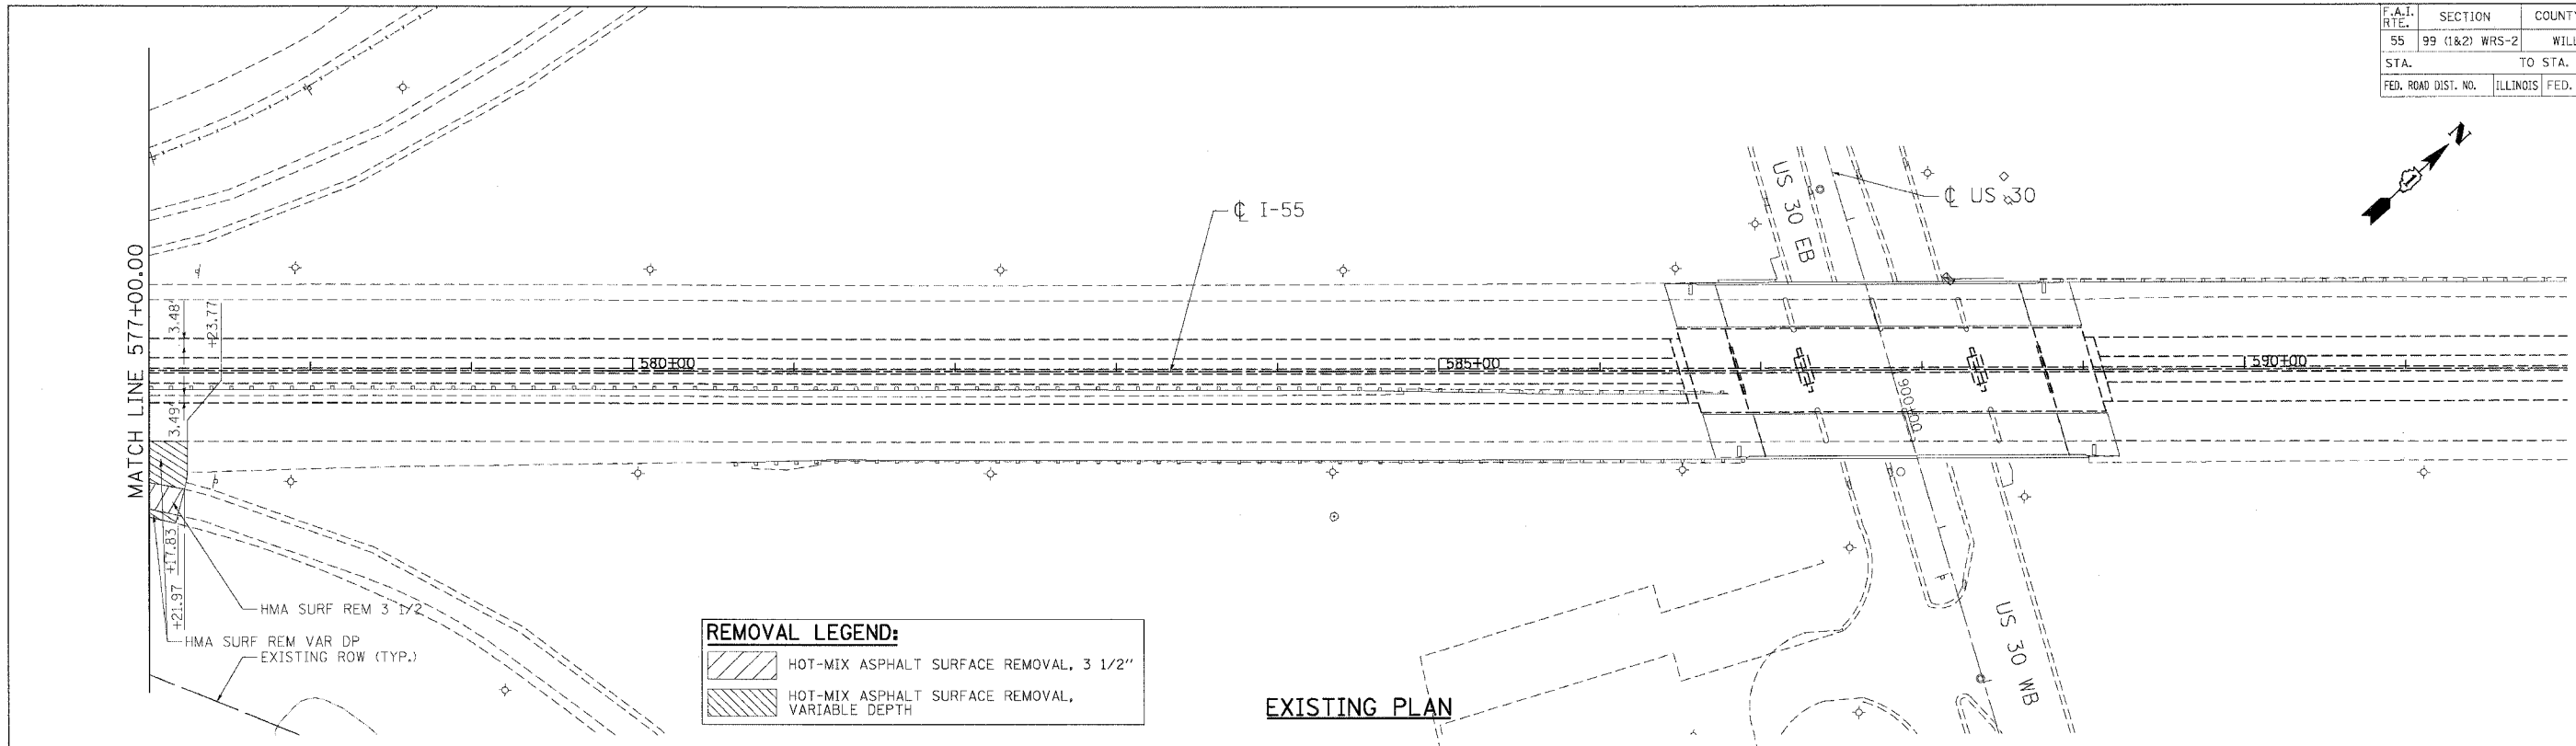 F.A.I. RTE. SECTION COUNTY
55 99 (1&2) WRS-2 WILL
STA. TO STA.
FED. ROAD DIST. NO. ILLINOIS FED.
N
1
MATCH LINE 577+00.00
3.48'
+23.77
3.49'
+17.83
+21.97
℄ I-55
℄ US 30
US 30 EB
580+00
585+00
590+00
900+00
US 30 WB
HMA SURF REM 3 1/2
HMA SURF REM VAR DP
EXISTING ROW (TYP.)
REMOVAL LEGEND:
HOT-MIX ASPHALT SURFACE REMOVAL, 3 1/2"
HOT-MIX ASPHALT SURFACE REMOVAL,
VARIABLE DEPTH
EXISTING PLAN